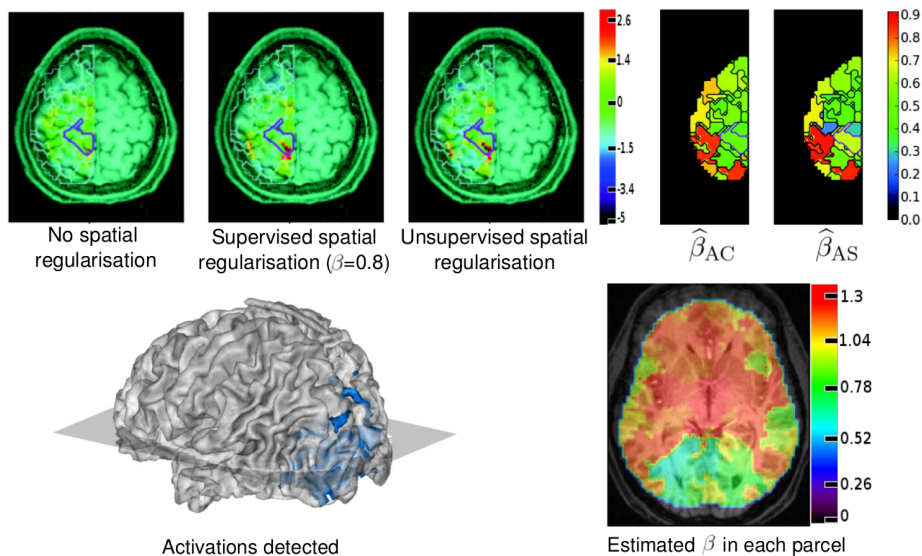 2.6
1.4
0
-1.5
-3.4
-5
0.9
0.8
0.7
0.6
0.5
0.4
0.3
0.2
0.1
0.0
No spatial
regularisation
Supervised spatial
regularisation (β=0.8)
Unsupervised spatial
regularisation
β̂AC
β̂AS
1.3
1.04
0.78
0.52
0.26
0
Activations detected
Estimated β in each parcel